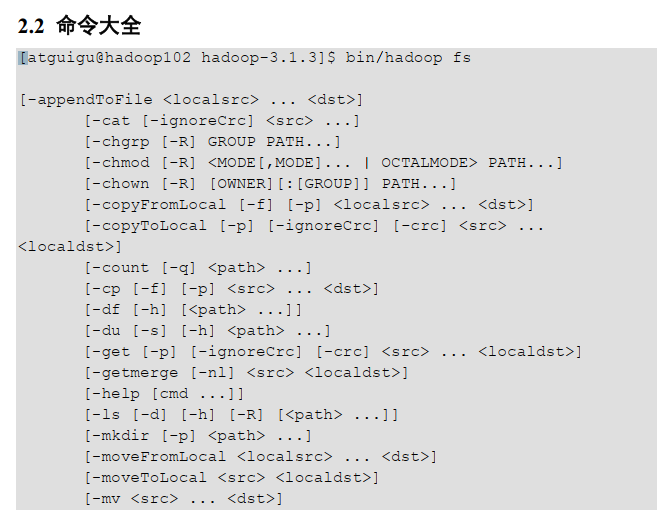 2.2 命令大全
[atguigu@hadoop102 hadoop-3.1.3]$ bin/hadoop fs
[-appendToFile <localsrc> ... <dst>]
[-cat [-ignoreCrc] <src> ...]
[-chgrp [-R] GROUP PATH...]
[-chmod [-R] <MODE[,MODE]... | OCTALMODE> PATH...]
[-chown [-R] [OWNER][:[GROUP]] PATH...]
[-copyFromLocal [-f] [-p] <localsrc> ... <dst>]
[-copyToLocal [-p] [-ignoreCrc] [-crc] <src> ...
<localdst>]
[-count [-q] <path> ...]
[-cp [-f] [-p] <src> ... <dst>]
[-df [-h] [<path> ...]]
[-du [-s] [-h] <path> ...]
[-get [-p] [-ignoreCrc] [-crc] <src> ... <localdst>]
[-getmerge [-nl] <src> <localdst>]
[-help [cmd ...]]
[-ls [-d] [-h] [-R] [<path> ...]]
[-mkdir [-p] <path> ...]
[-moveFromLocal <localsrc> ... <dst>]
[-moveToLocal <src> <localdst>]
[-mv <src> ... <dst>]